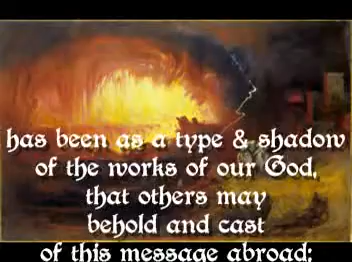 has been as a type & shadow
of the works of our God,
that others may
behold and cast
of this message abroad;